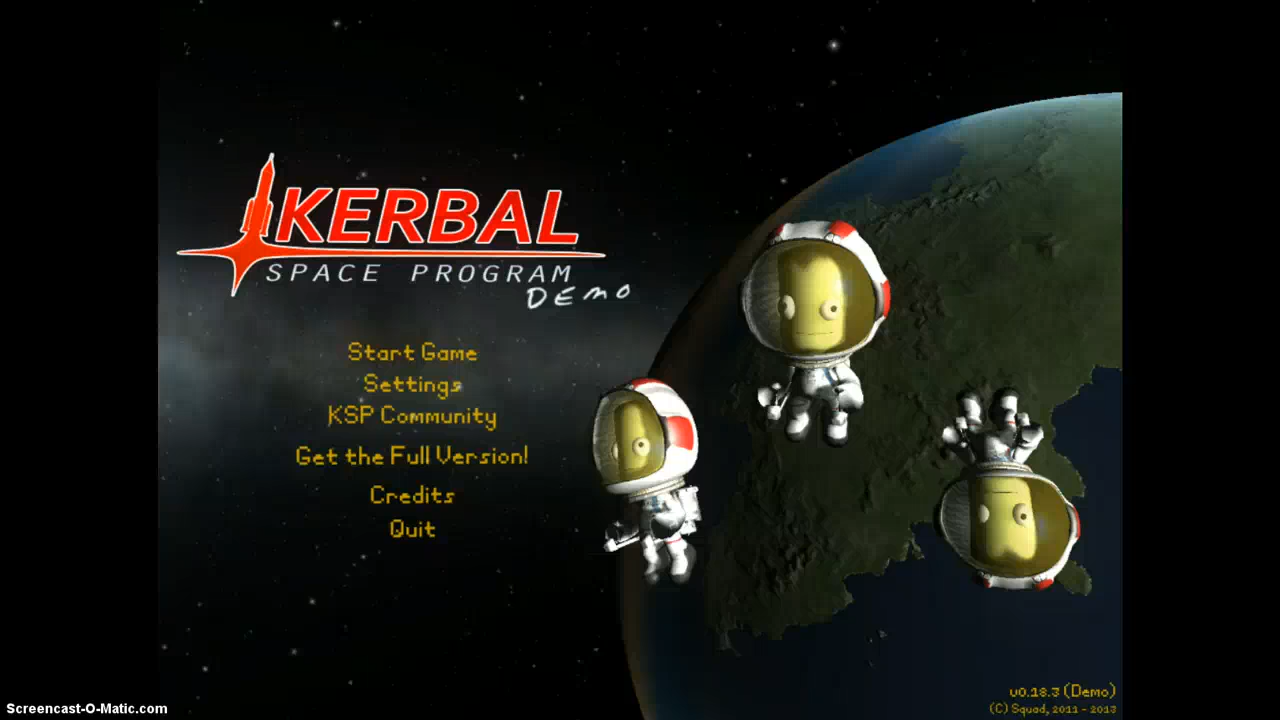 KERBAL
SPACE PROGRAM
DEMO
Start Game
Settings
KSP Community
Get the Full Version!
Credits
Quit
v0.18.3 (Demo)
(C) Squad, 2011 - 2013
Screencast-O-Matic.com